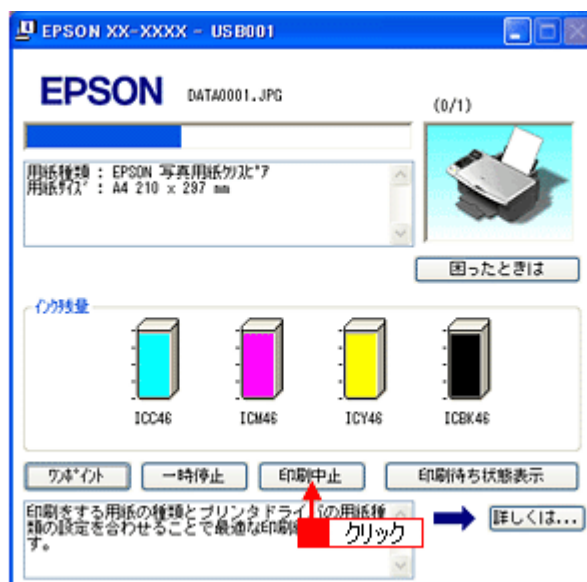 EPSON XX-XXXX - USB001
EPSON DATA0001.JPG
(0/1)
用紙種類 : EPSON 写真用紙クリスピア
用紙サイズ : A4 210 x 297 mm
困ったときは
インク残量
ICC46 ICM46 ICY46 ICBK46
ワンポイント 一時停止 印刷中止 印刷待ち状態表示
印刷をする用紙の種類とプリンタドライ の用紙種
類の設定を合わせることで最適な印刷
す。
クリック
詳しくは...